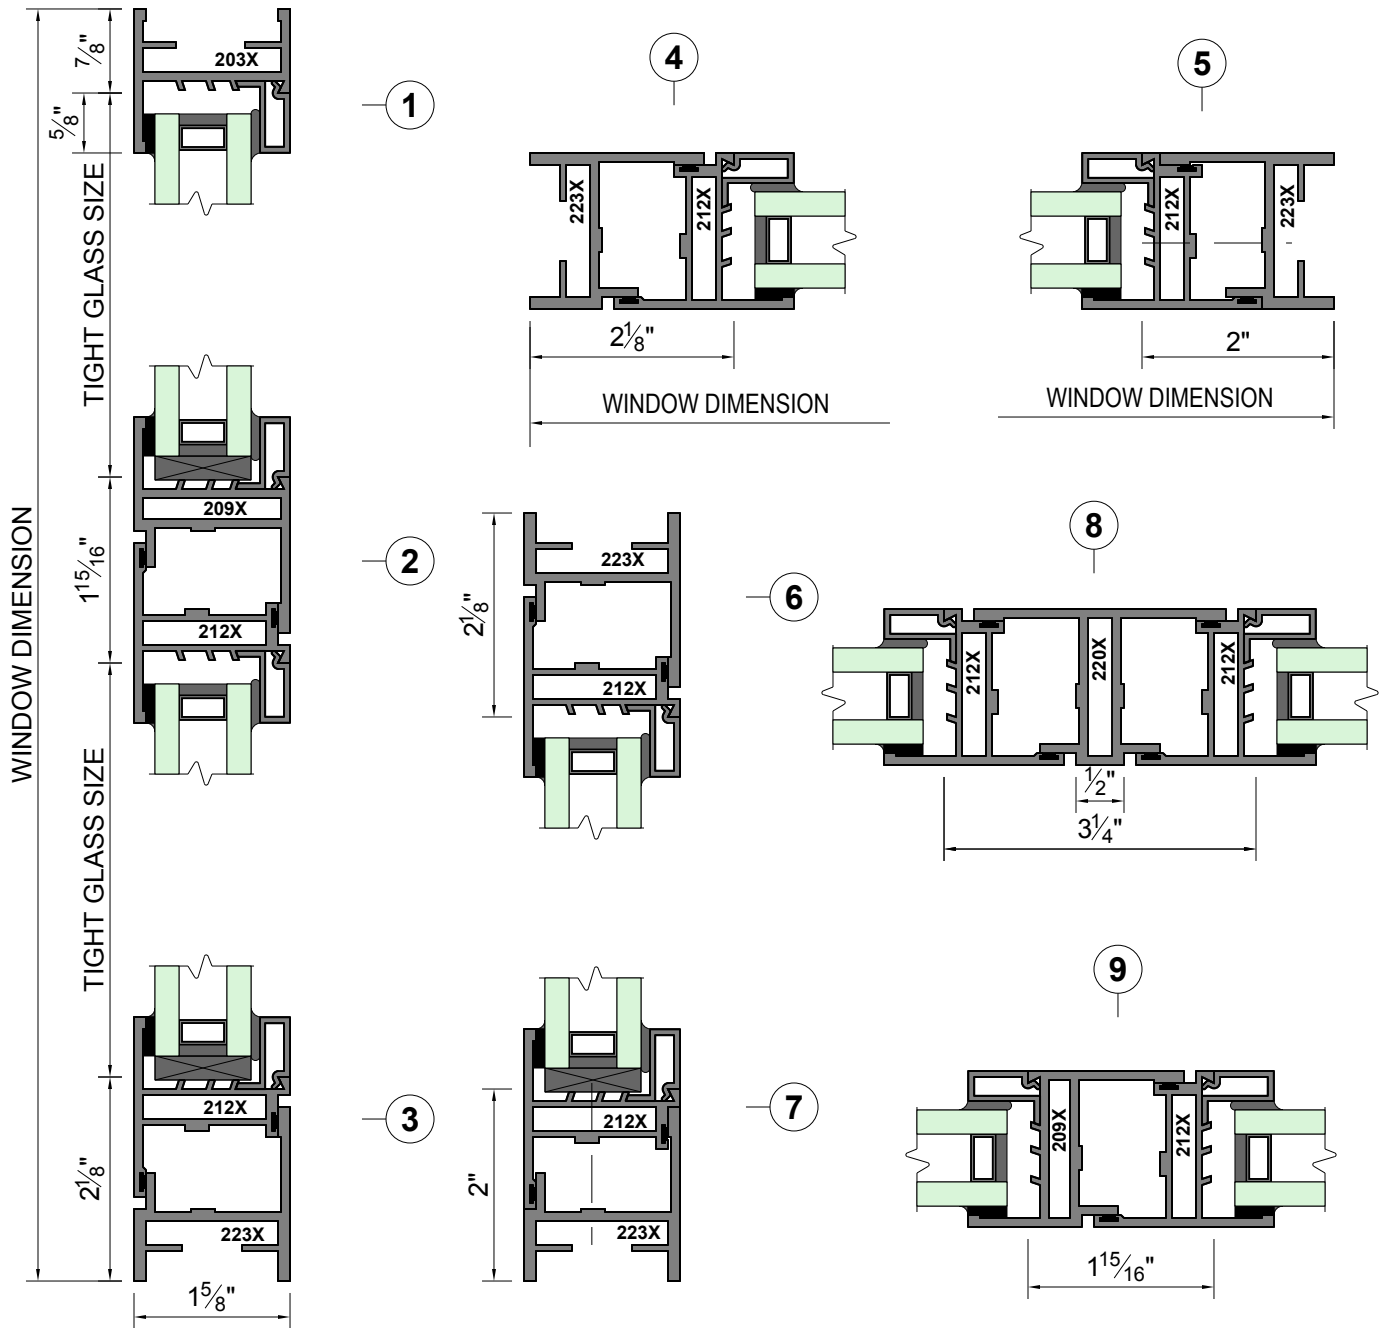 7/8"
203X
1
5/8"
TIGHT GLASS SIZE
WINDOW DIMENSION
209X
2
1 15/16"
212X
TIGHT GLASS SIZE
212X
3
2 1/8"
223X
1 5/8"
4
223X
212X
2 1/8"
WINDOW DIMENSION
5
212X
223X
2"
WINDOW DIMENSION
223X
6
2 1/8"
212X
8
212X
220X
212X
1/2"
3 1/4"
212X
7
2"
223X
9
209X
212X
1 15/16"